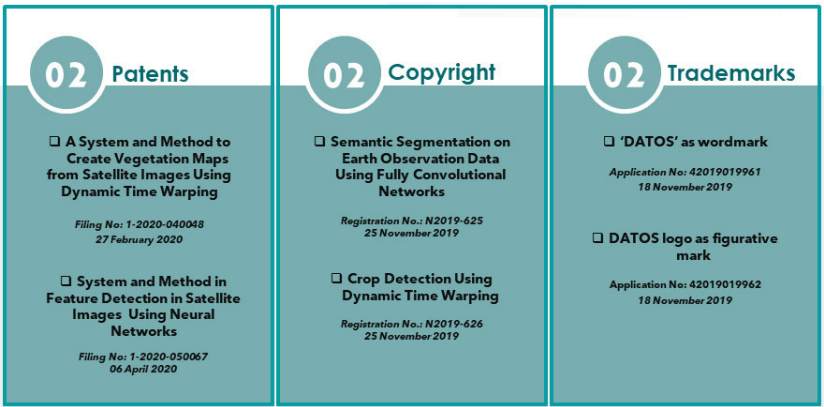 02 Patents
❑ A System and Method to
Create Vegetation Maps
from Satellite Images Using
Dynamic Time Warping
Filing No: 1-2020-040048
27 February 2020
❑ System and Method in
Feature Detection in Satellite
Images Using Neural
Networks
Filing No: 1-2020-050067
06 April 2020
02 Copyright
❑ Semantic Segmentation on
Earth Observation Data
Using Fully Convolutional
Networks
Registration No.: N2019-625
25 November 2019
❑ Crop Detection Using
Dynamic Time Warping
Registration No.: N2019-626
25 November 2019
02 Trademarks
❑ ‘DATOS’ as wordmark
Application No: 42019019961
18 November 2019
❑ DATOS logo as figurative
mark
Application No: 42019019962
18 November 2019